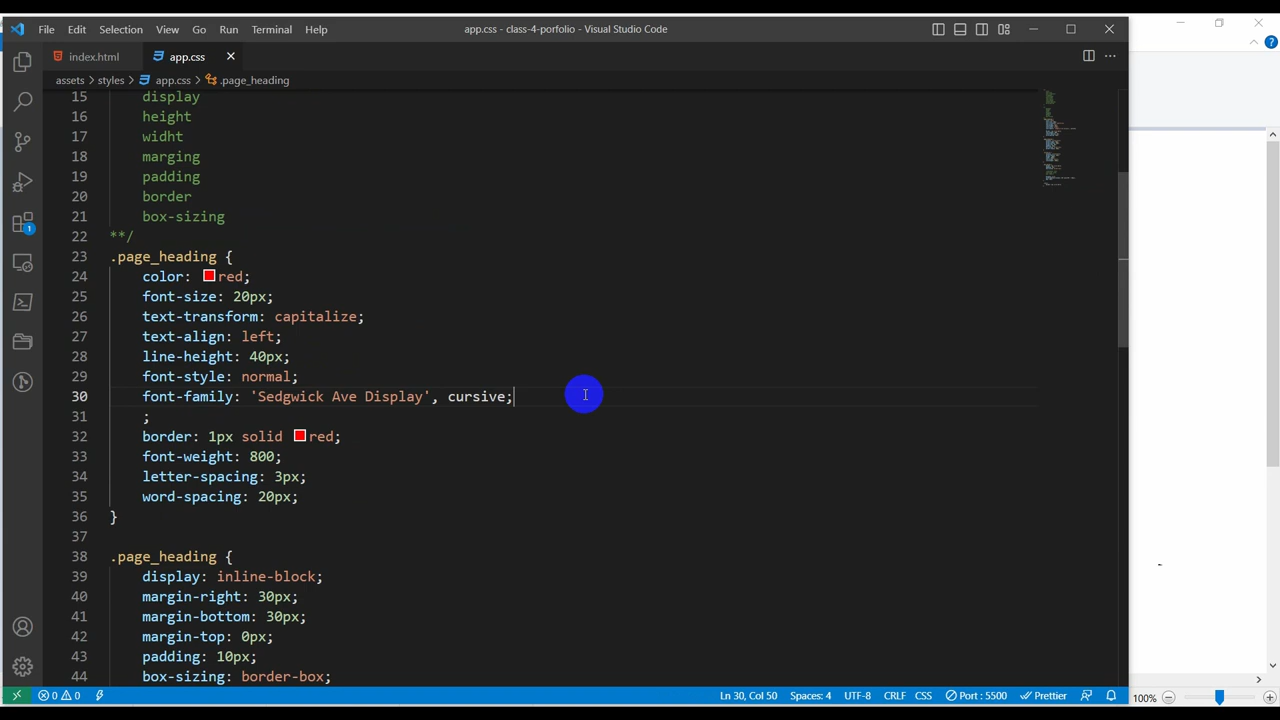 File Edit Selection View Go Run Terminal Help app.css - class-4-porfolio - Visual Studio Code
index.html app.css
assets > styles > app.css > .page_heading
15 display
16 height
17 widht
18 marging
19 padding
20 border
21 box-sizing
22 **/
23 .page_heading {
24 color: red;
25 font-size: 20px;
26 text-transform: capitalize;
27 text-align: left;
28 line-height: 40px;
29 font-style: normal;
30 font-family: 'Sedgwick Ave Display', cursive;
31 ;
32 border: 1px solid red;
33 font-weight: 800;
34 letter-spacing: 3px;
35 word-spacing: 20px;
36 }
37
38 .page_heading {
39 display: inline-block;
40 margin-right: 30px;
41 margin-bottom: 30px;
42 margin-top: 0px;
43 padding: 10px;
44 box-sizing: border-box;
1
0 0 Ln 30, Col 50 Spaces: 4 UTF-8 CRLF CSS Port : 5500 Prettier 100%